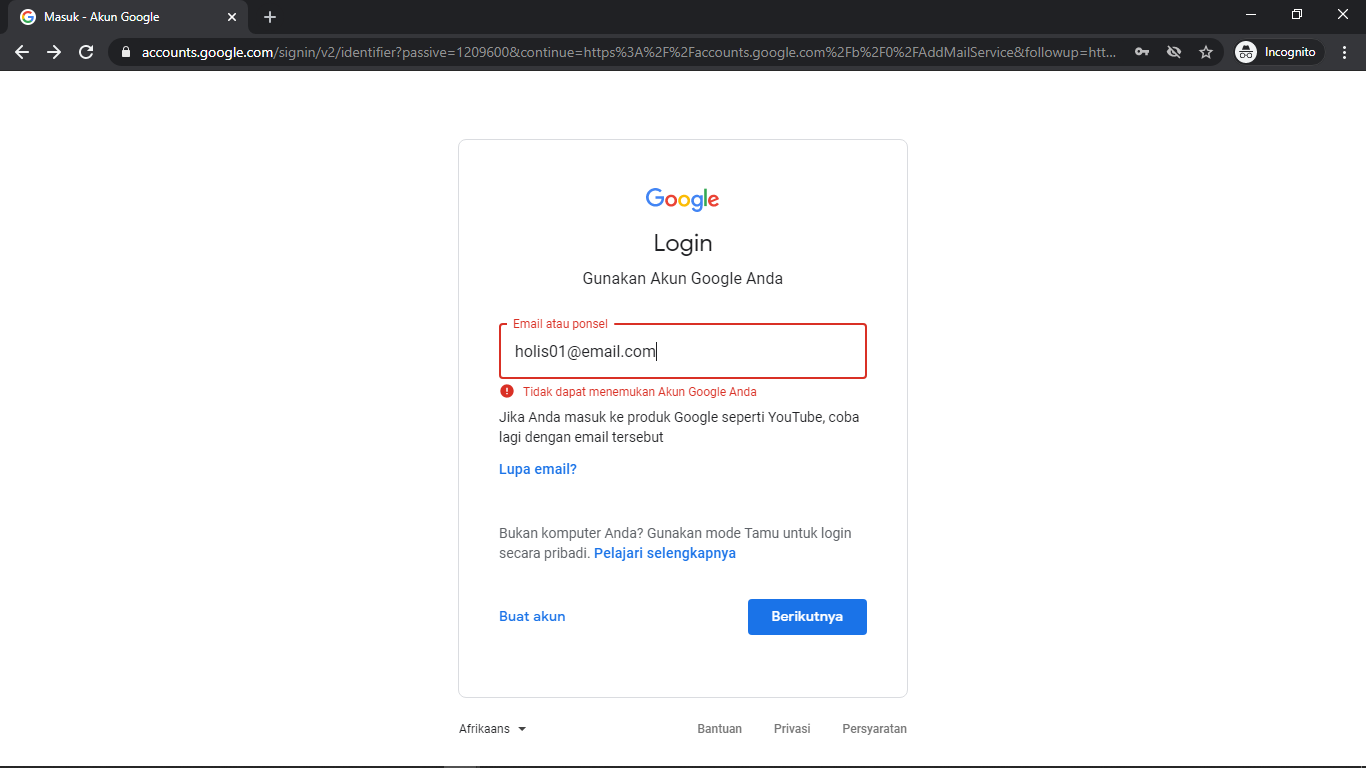 Masuk - Akun Google
accounts.google.com/signin/v2/identifier?passive=1209600&continue=https%3A%2F%2Faccounts.google.com%2Fb%2F0%2FAddMailService&followup=htt...
Incognito
Google
Login
Gunakan Akun Google Anda
Email atau ponsel
holis01@email.com
Tidak dapat menemukan Akun Google Anda
Jika Anda masuk ke produk Google seperti YouTube, coba
lagi dengan email tersebut
Lupa email?
Bukan komputer Anda? Gunakan mode Tamu untuk login
secara pribadi. Pelajari selengkapnya
Buat akun
Berikutnya
Afrikaans
Bantuan
Privasi
Persyaratan